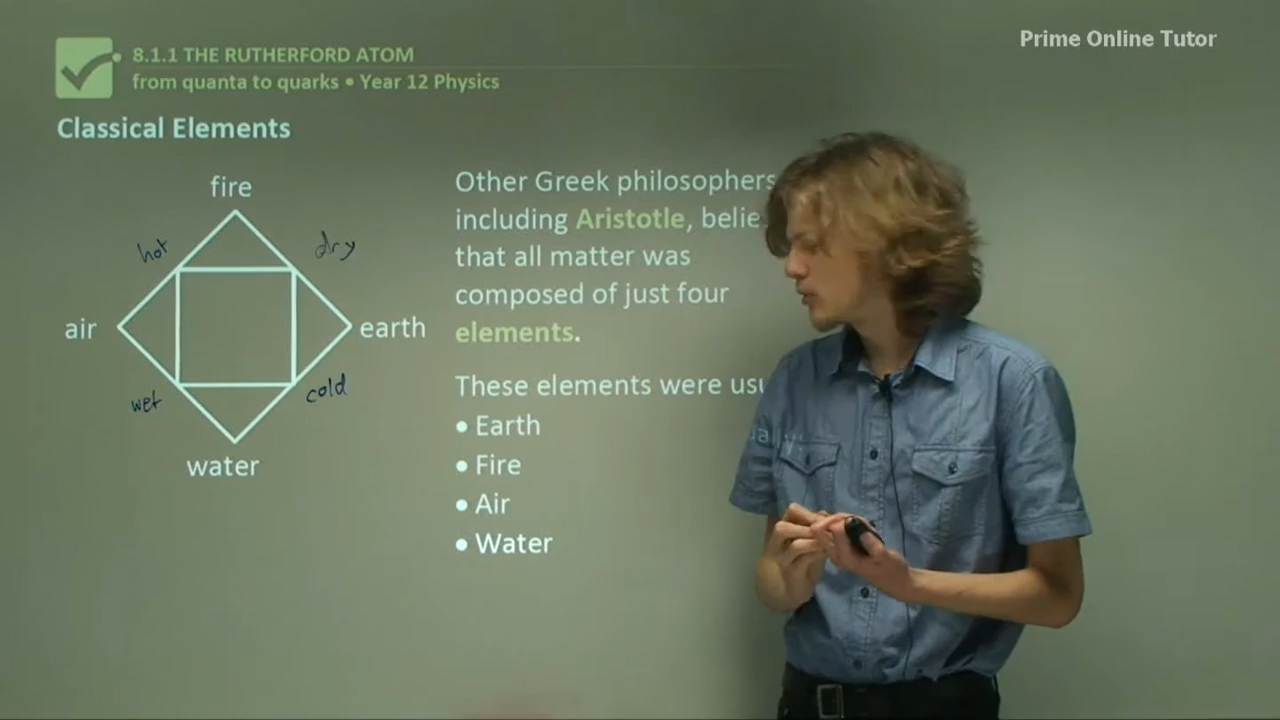 Prime Online Tutor
8.1.1 THE RUTHERFORD ATOM
from quanta to quarks • Year 12 Physics
Classical Elements
fire
hot
dry
air
earth
wet
cold
water
Other Greek philosophers
including Aristotle,
that all matter was
composed of just four
elements.
These elements were
• Earth
• Fire
• Air
• Water